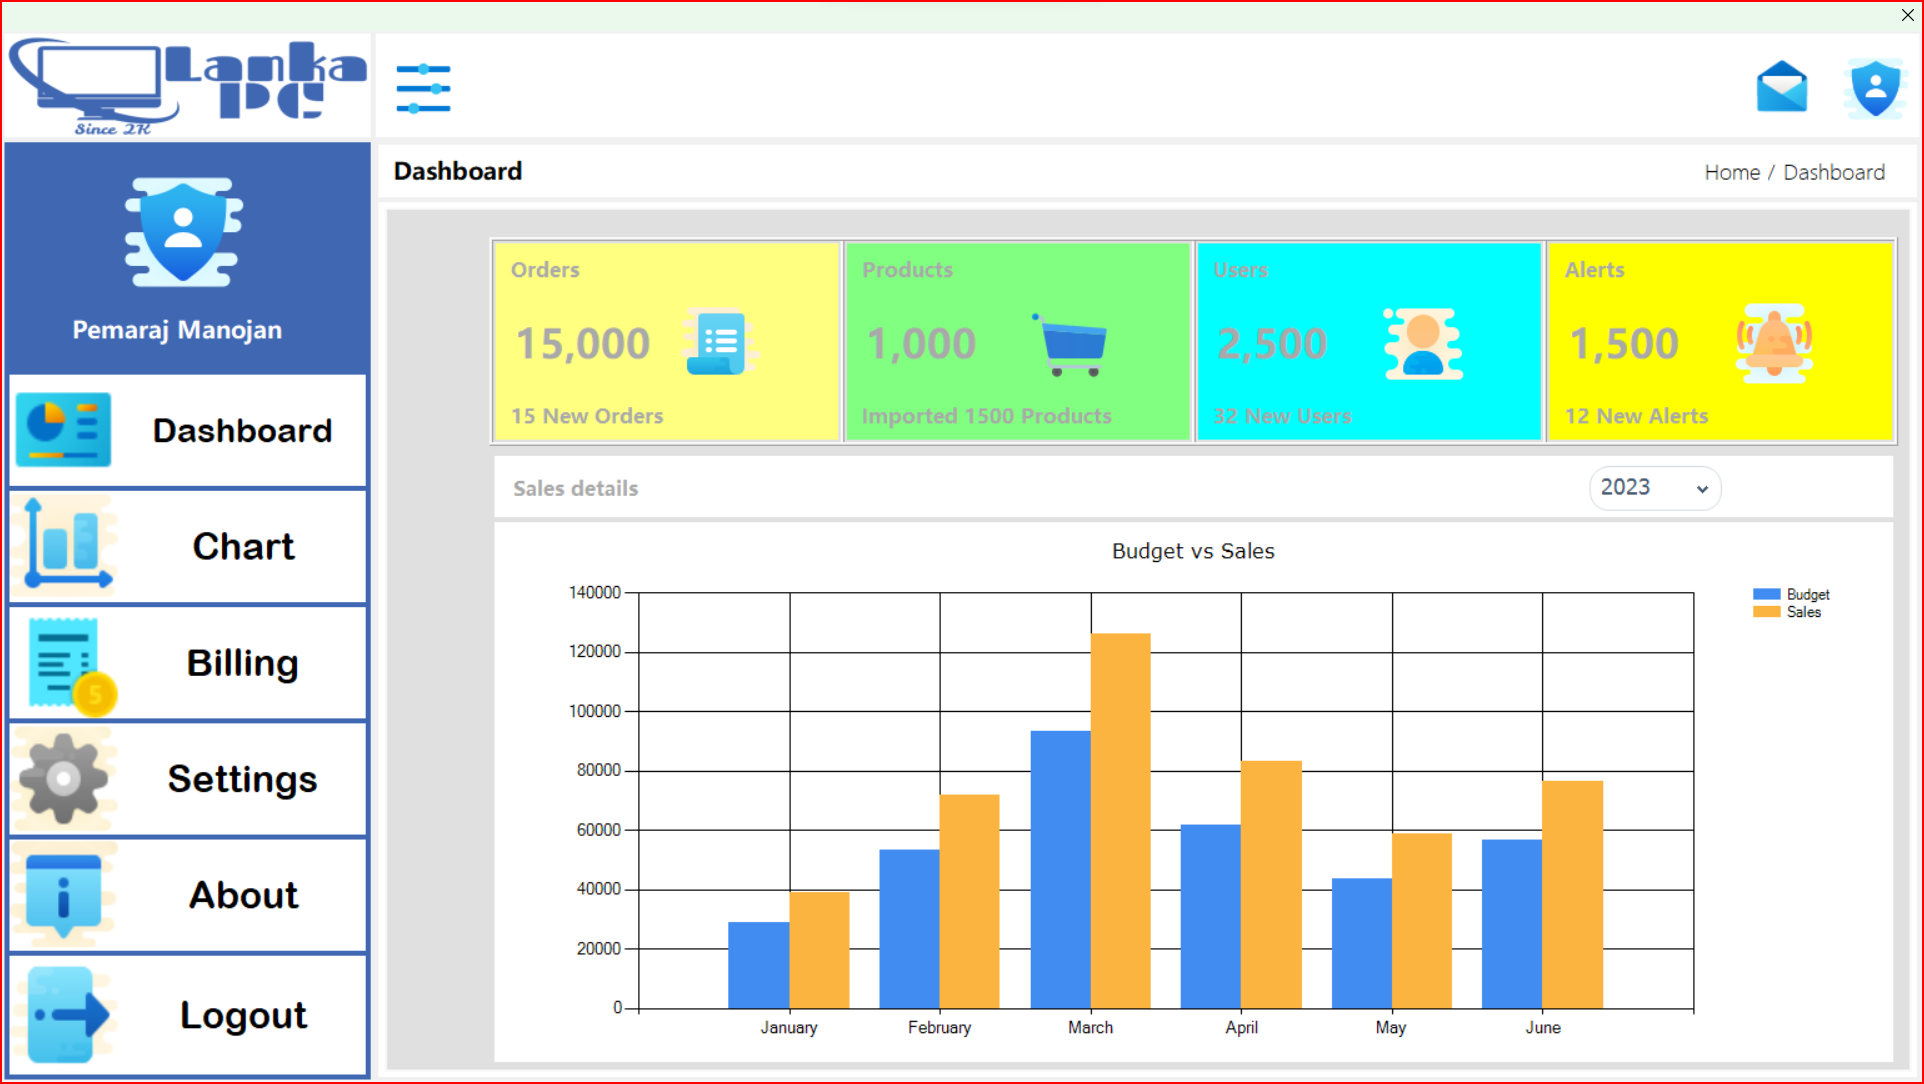 Lanka
PC
Since 2K
Pemaraj Manojan
Dashboard
Chart
Billing
5
Settings
About
Logout
Dashboard
Home / Dashboard
Orders
15,000
15 New Orders
Products
1,000
Imported 1500 Products
Users
2,500
32 New Users
Alerts
1,500
12 New Alerts
Sales details
2023
Budget vs Sales
140000
120000
100000
80000
60000
40000
20000
0
January February March April May June
Budget
Sales